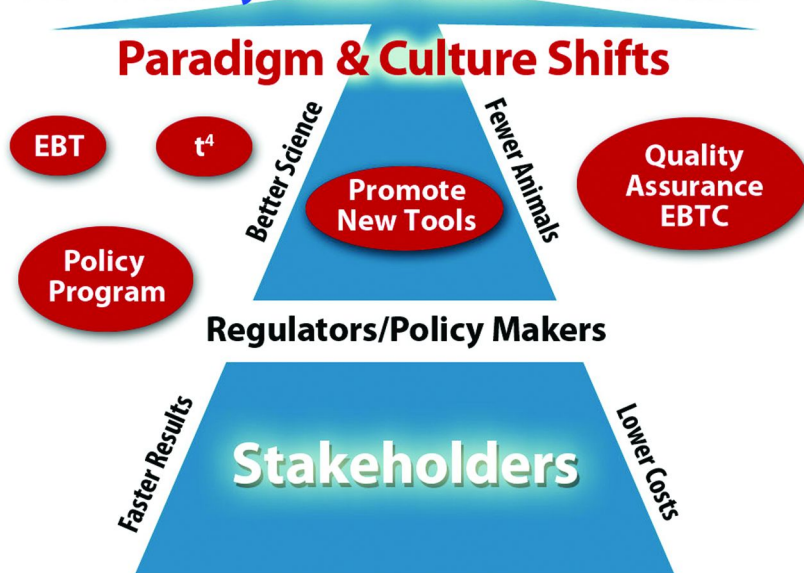 Paradigm & Culture Shifts
EBT
t⁴
Better Science
Fewer Animals
Promote
New Tools
Quality
Assurance
EBTC
Policy
Program
Regulators/Policy Makers
Faster Results
Stakeholders
Lower Costs